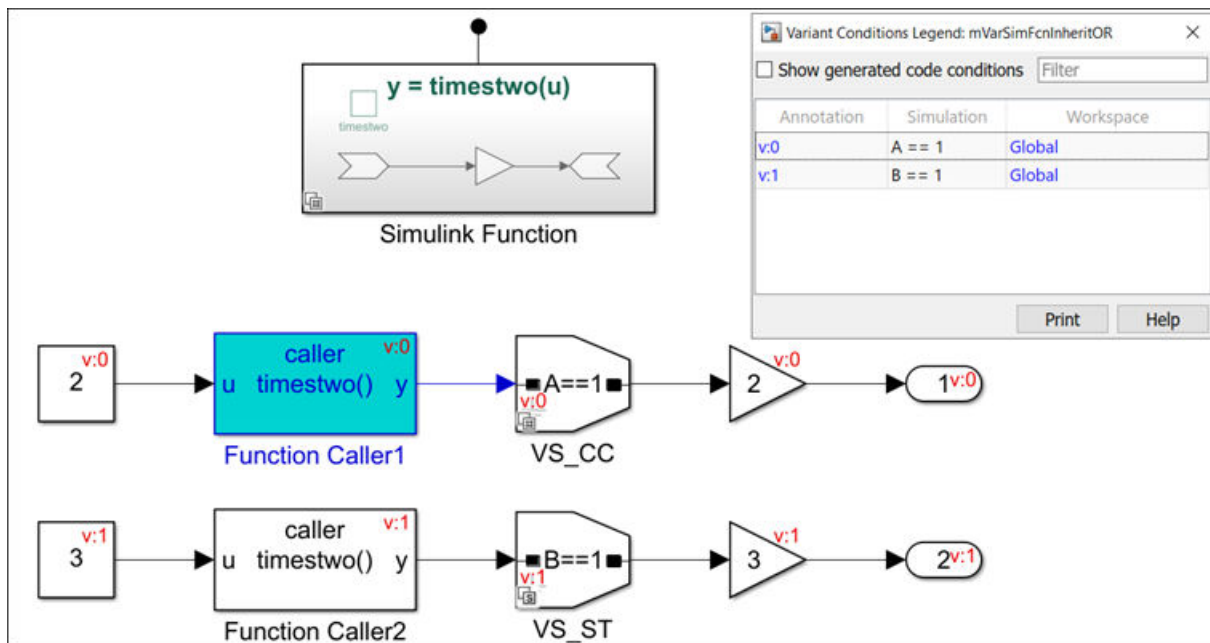 y = timestwo(u)
timestwo
Simulink Function
Variant Conditions Legend: mVarSimFcnInheritOR
Show generated code conditions
Filter
Annotation Simulation Workspace
v:0 A == 1 Global
v:1 B == 1 Global
Print Help
2 v:0
caller v:0
u timestwo() y
Function Caller1
A==1
v:0
VS_CC
2 v:0
1 v:0
3 v:1
caller v:1
u timestwo() y
Function Caller2
B==1
v:1
VS_ST
3 v:1
2 v:1